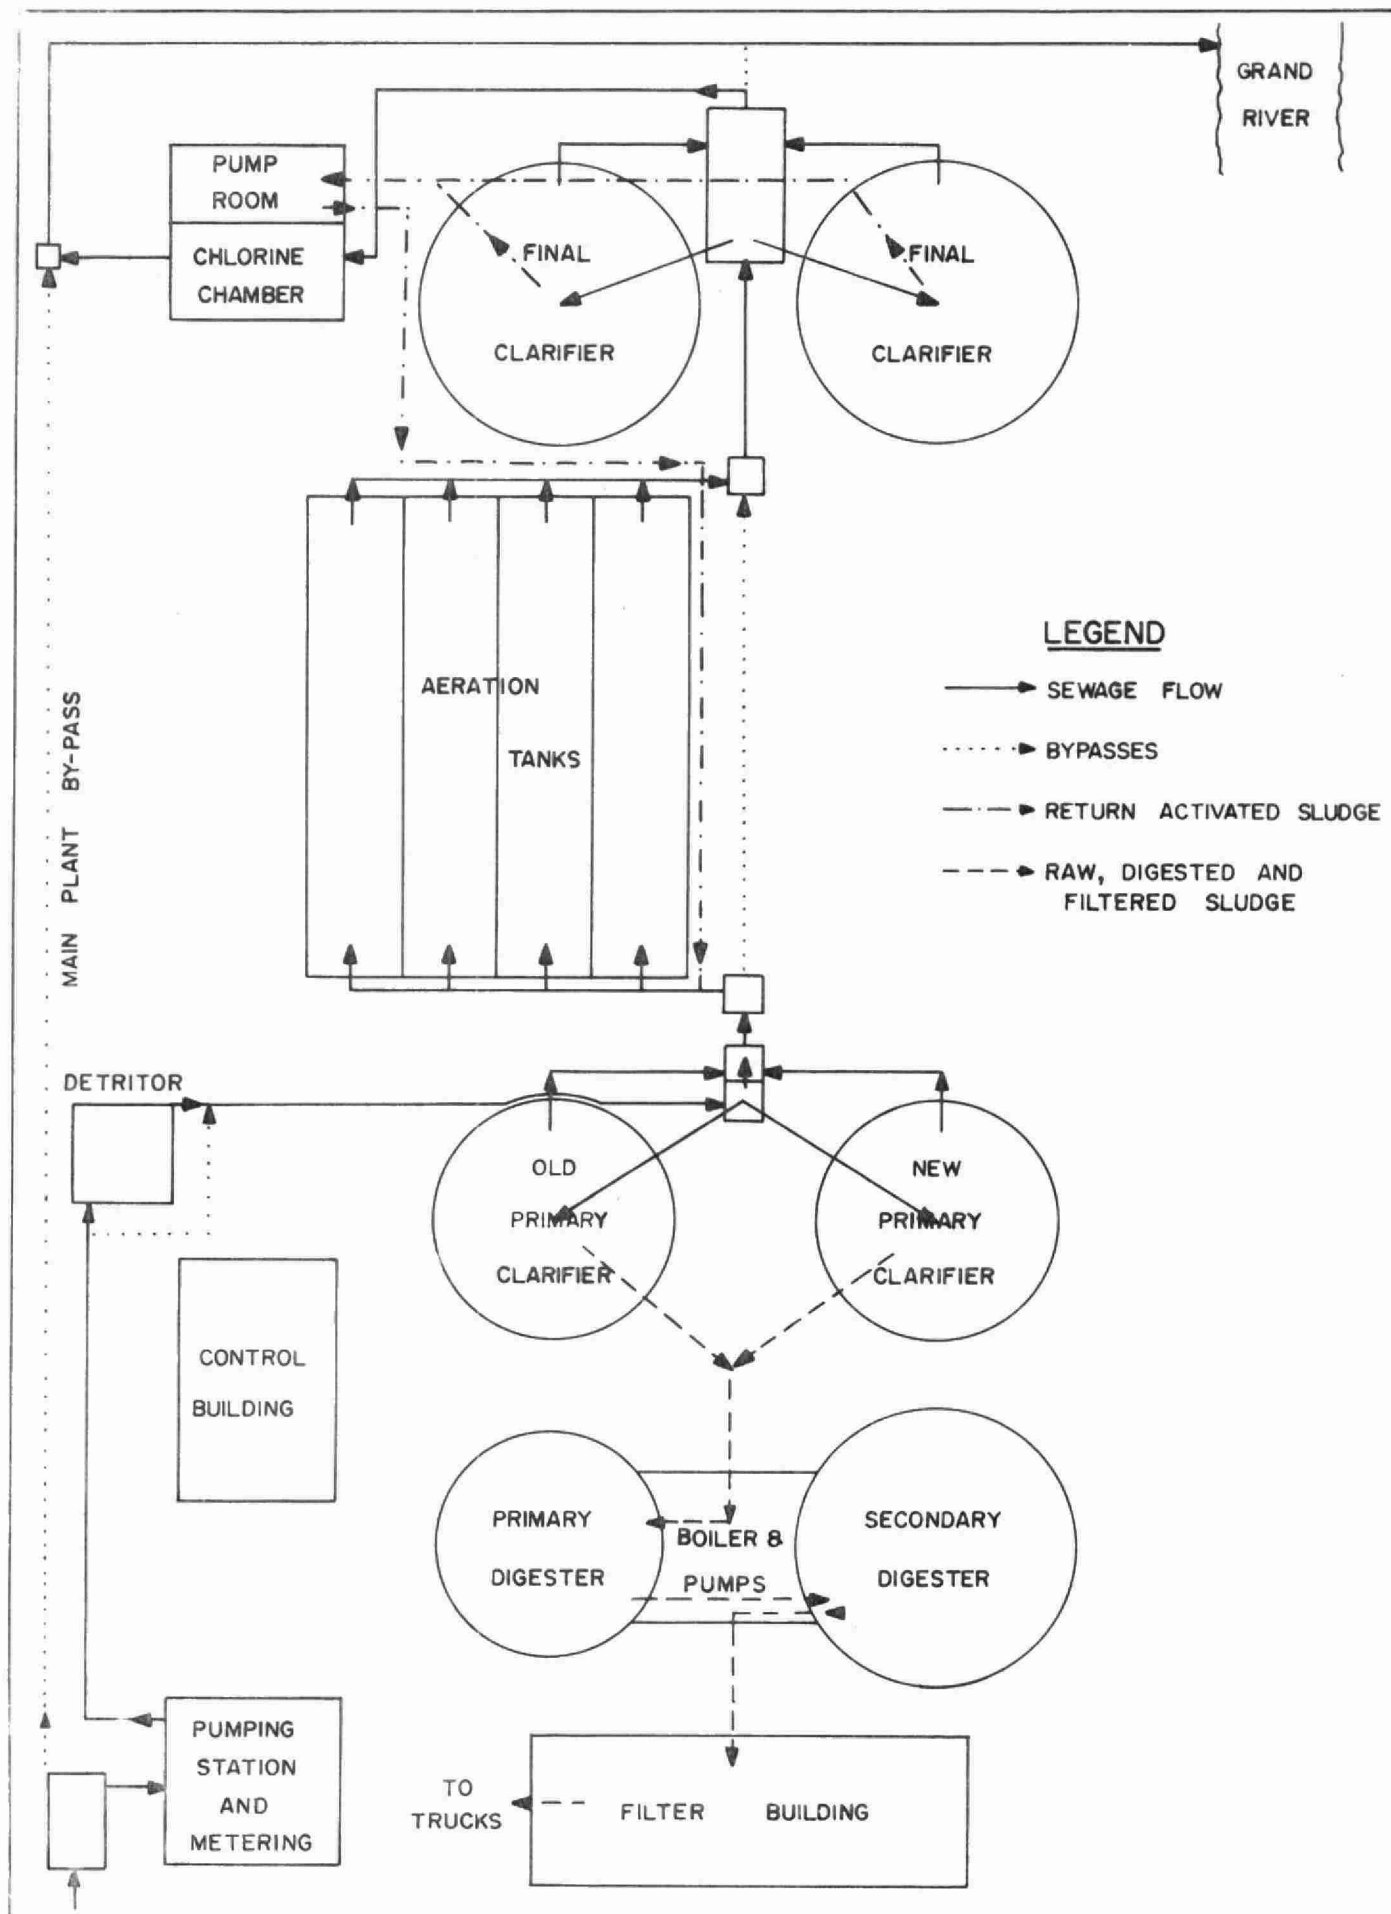 GRAND
RIVER
PUMP
ROOM
CHLORINE
CHAMBER
FINAL
CLARIFIER
FINAL
CLARIFIER
AERATION
TANKS
LEGEND
SEWAGE FLOW
BYPASSES
RETURN ACTIVATED SLUDGE
RAW, DIGESTED AND
FILTERED SLUDGE
MAIN PLANT BY-PASS
DETRITOR
OLD
PRIMARY
CLARIFIER
NEW
PRIMARY
CLARIFIER
CONTROL
BUILDING
PRIMARY
DIGESTER
BOILER &
PUMPS
SECONDARY
DIGESTER
PUMPING
STATION
AND
METERING
TO
TRUCKS
FILTER BUILDING